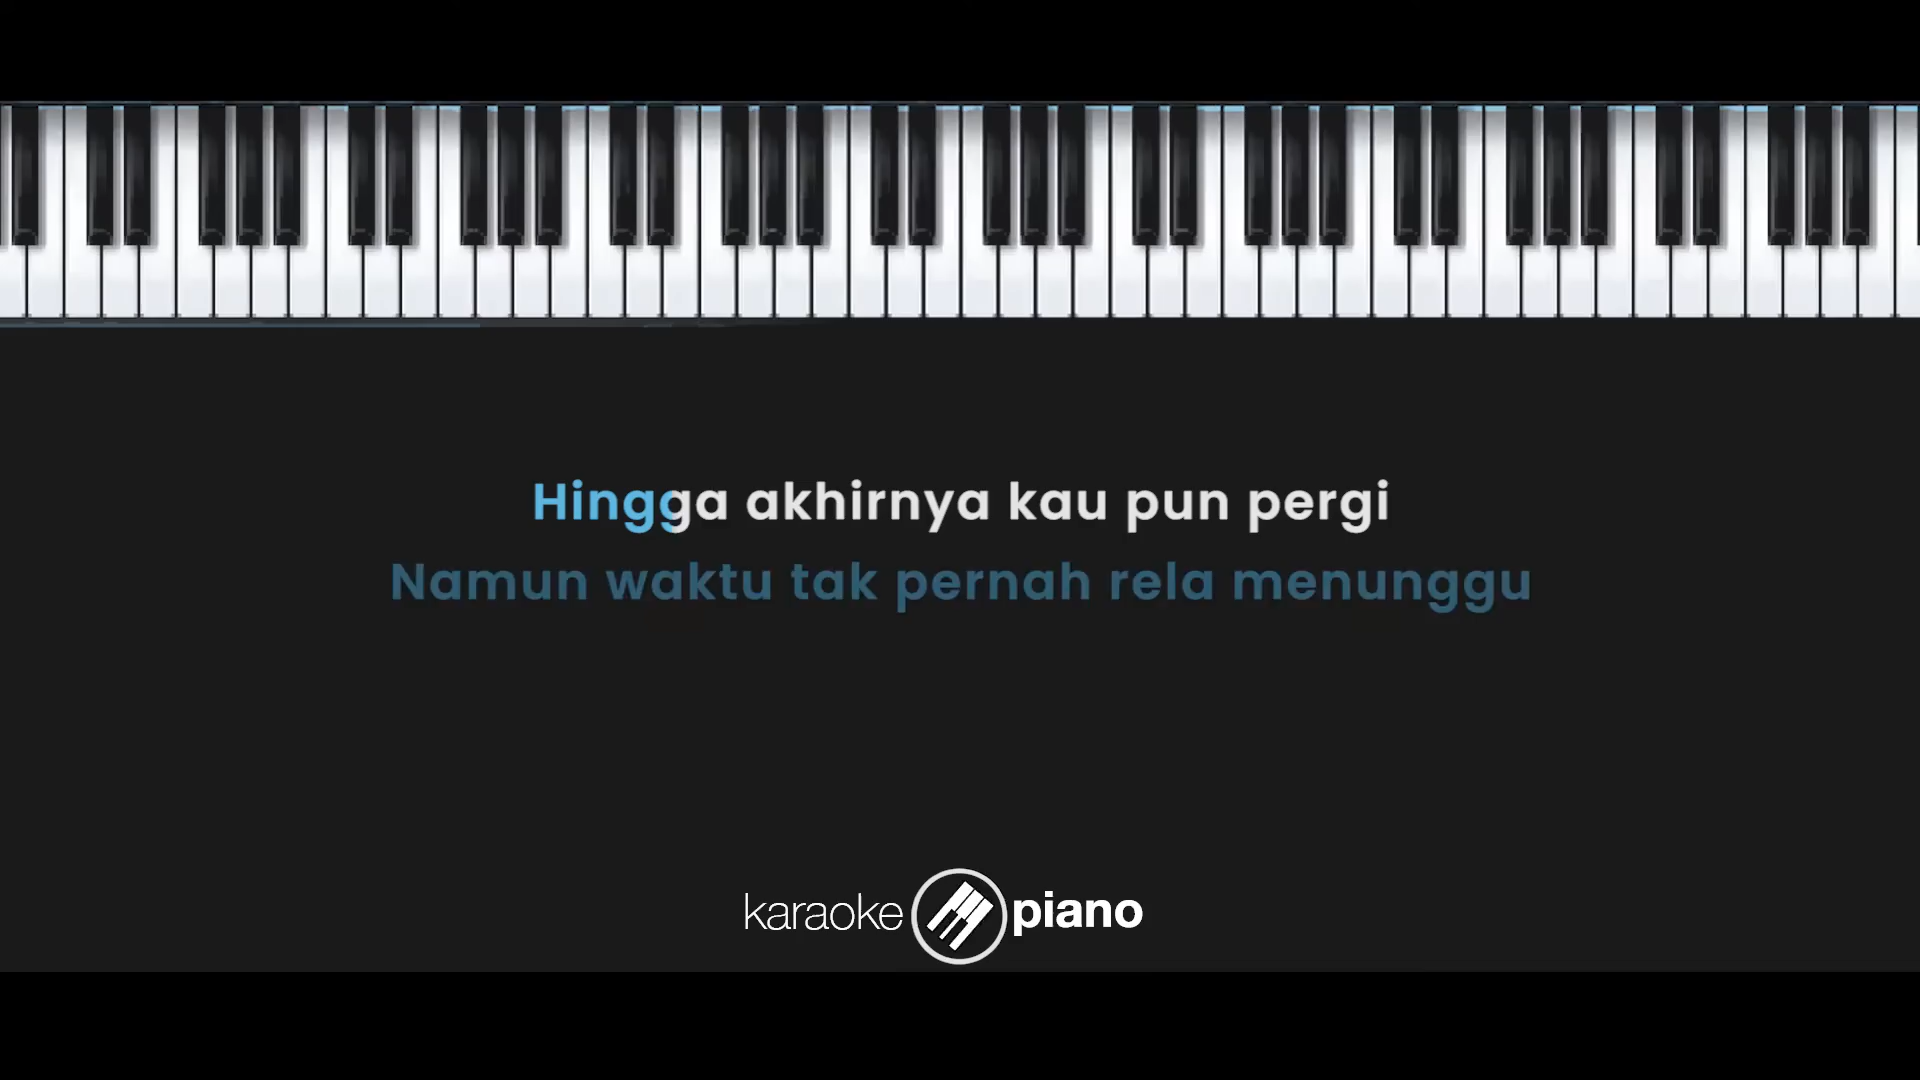 Hingga akhirnya kau pun pergi
Namun waktu tak pernah rela menunggu
karaoke piano